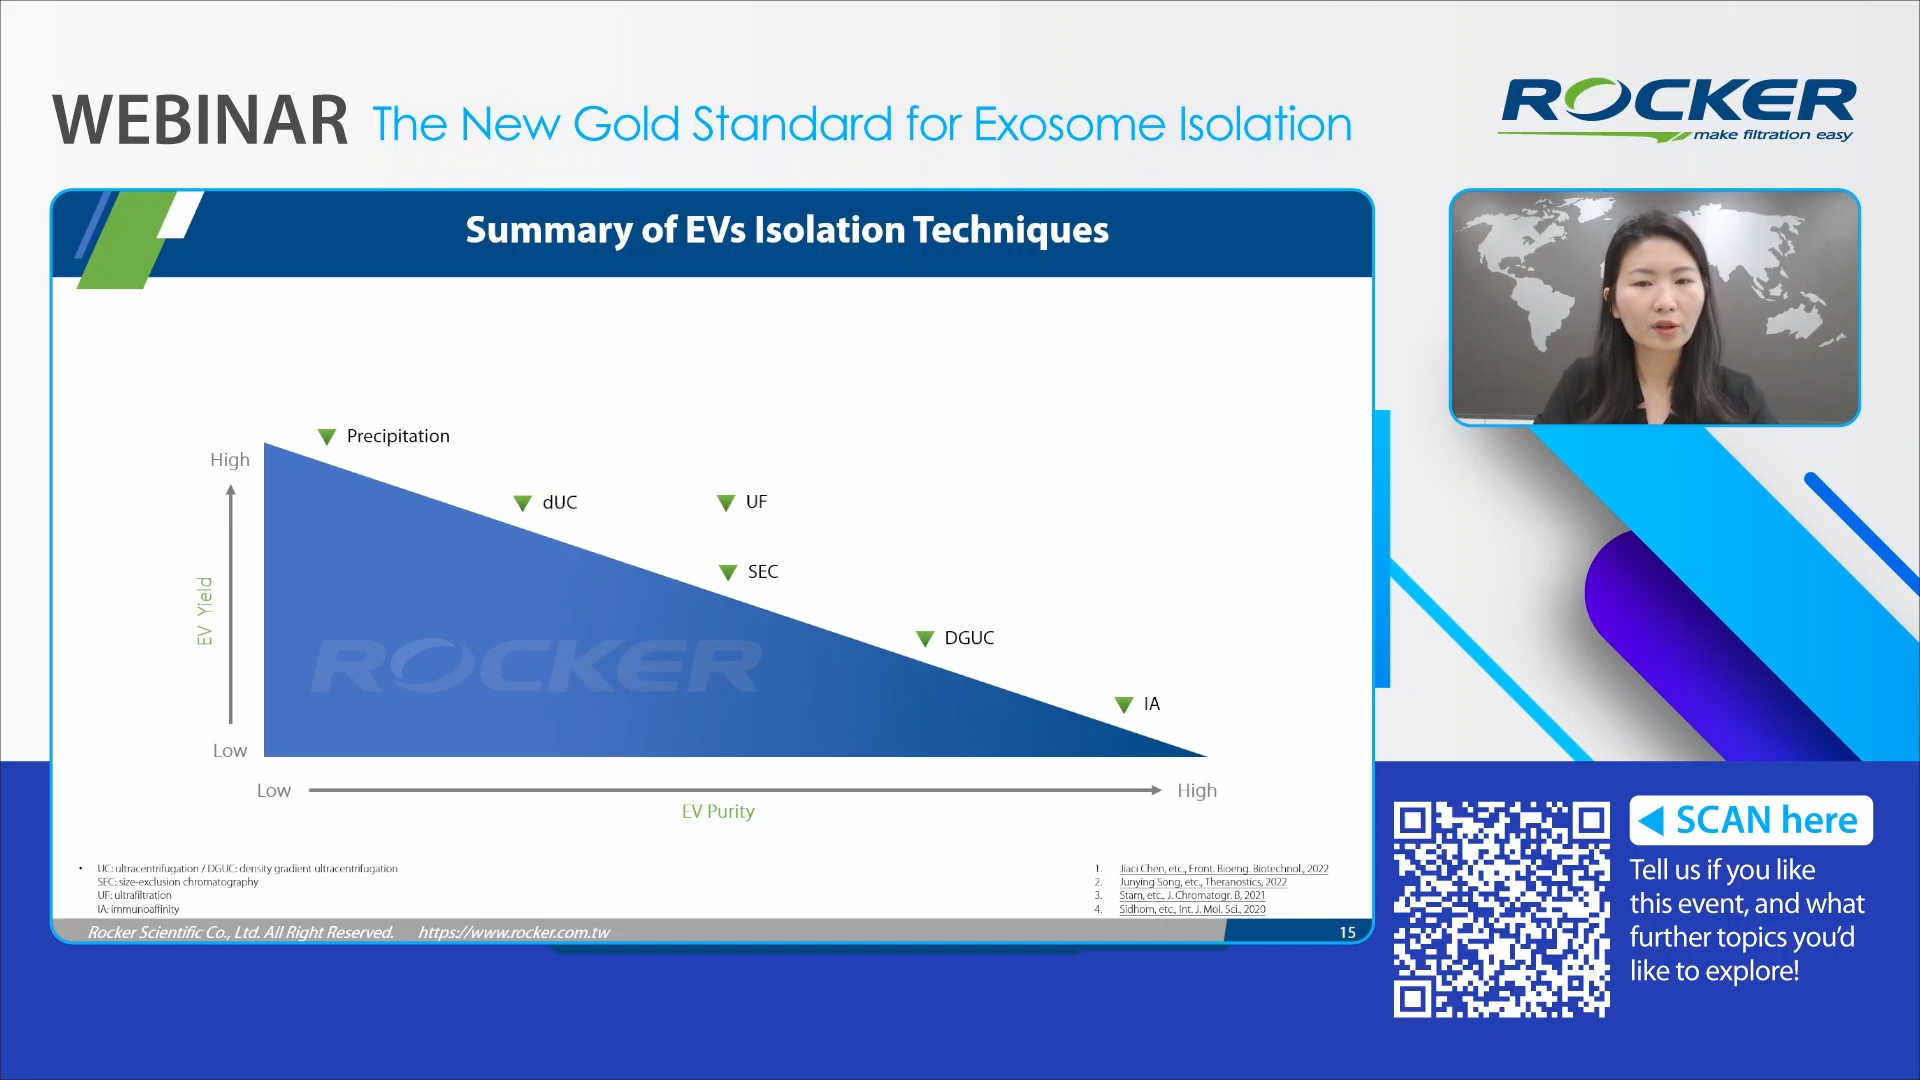 WEBINAR The New Gold Standard for Exosome Isolation
ROCKER
make filtration easy
Summary of EVs Isolation Techniques
Precipitation
High
dUC
UF
SEC
EV Yield
ROCKER
DGUC
IA
Low
Low
High
EV Purity
• UC: ultracentrifugation / DGUC: density gradient ultracentrifugation
SEC: size-exclusion chromatography
UF: ultrafiltration
IA: immunoaffinity
1. Jiaci Chen, etc., Front. Bioeng. Biotechnol., 2022
2. Junying Song, etc., Theranostics, 2022
3. Stam, etc., J. Chromatogr. B, 2021
4. Sidhom, etc., Int. J. Mol. Sci., 2020
Rocker Scientific Co., Ltd. All Right Reserved. https://www.rocker.com.tw
15
SCAN here
Tell us if you like
this event, and what
further topics you'd
like to explore!